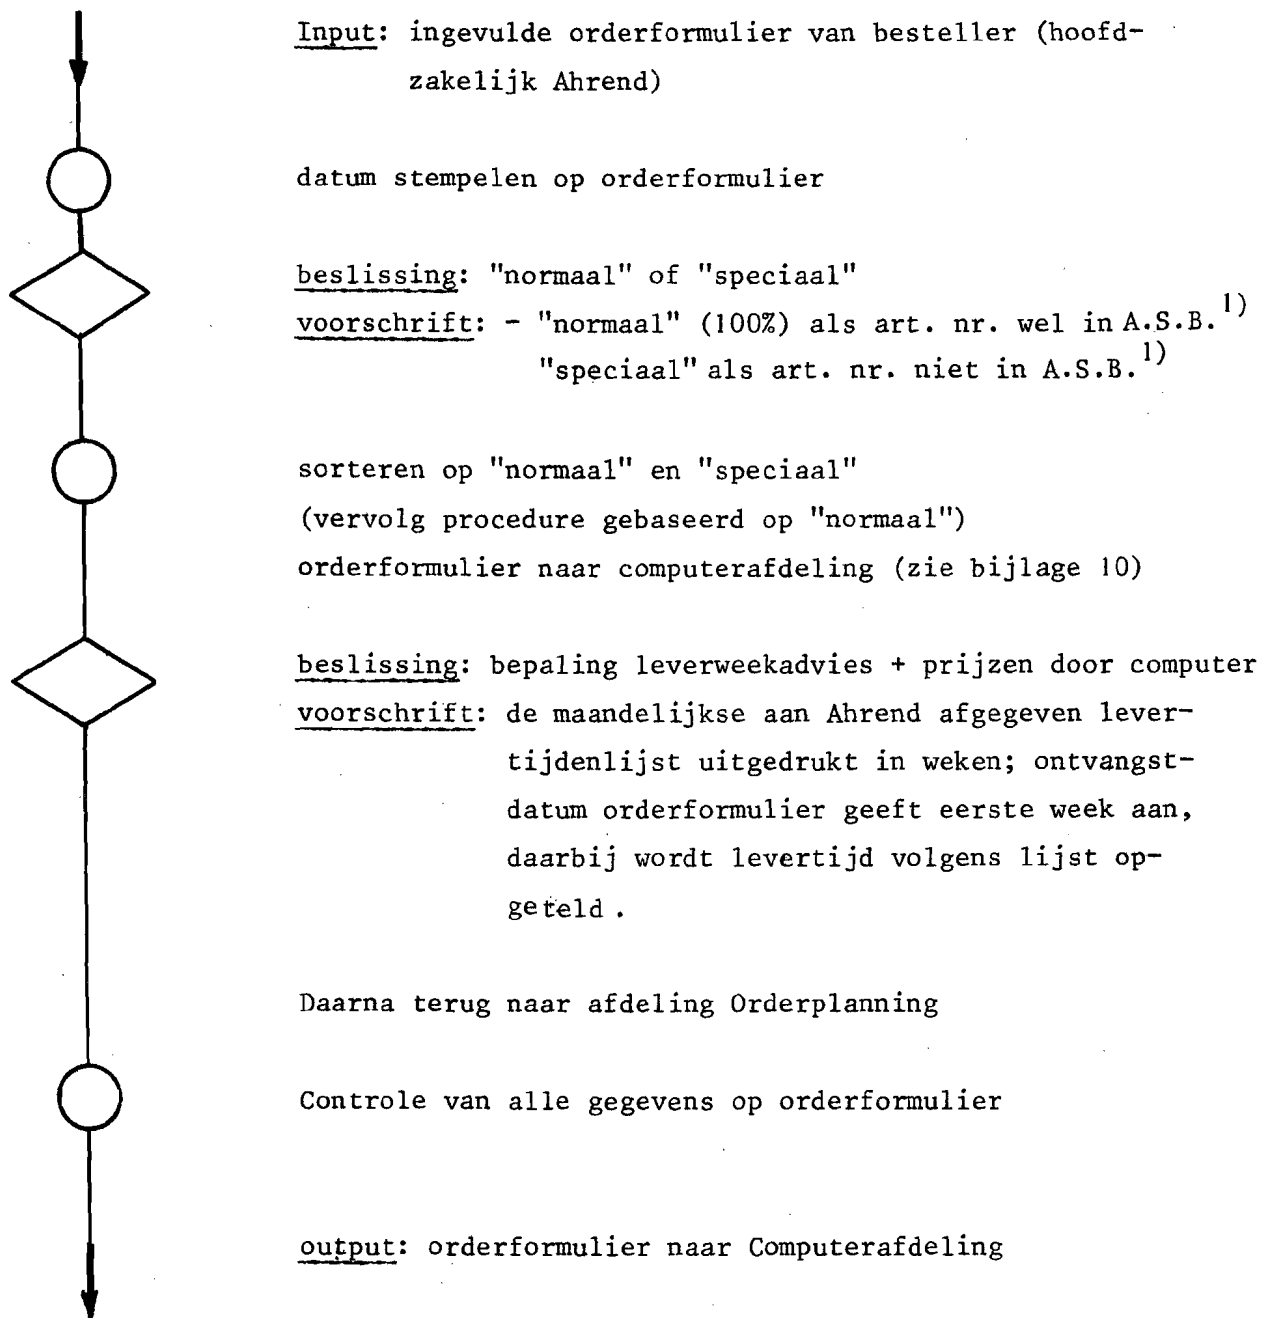 Input: ingevulde orderformulier van besteller (hoofd-
zakelijk Ahrend)
datum stempelen op orderformulier
beslissing: "normaal" of "speciaal"
voorschrift: - "normaal" (100%) als art. nr. wel in A.S.B. 1)
"speciaal" als art. nr. niet in A.S.B. 1)
sorteren op "normaal" en "speciaal"
(vervolg procedure gebaseerd op "normaal")
orderformulier naar computerafdeling (zie bijlage 10)
beslissing: bepaling leverweekadvies + prijzen door computer
voorschrift: de maandelijkse aan Ahrend afgegeven lever-
tijdenlijst uitgedrukt in weken; ontvangst-
datum orderformulier geeft eerste week aan,
daarbij wordt levertijd volgens lijst op-
geteld .
Daarna terug naar afdeling Orderplanning
Controle van alle gegevens op orderformulier
output: orderformulier naar Computerafdeling